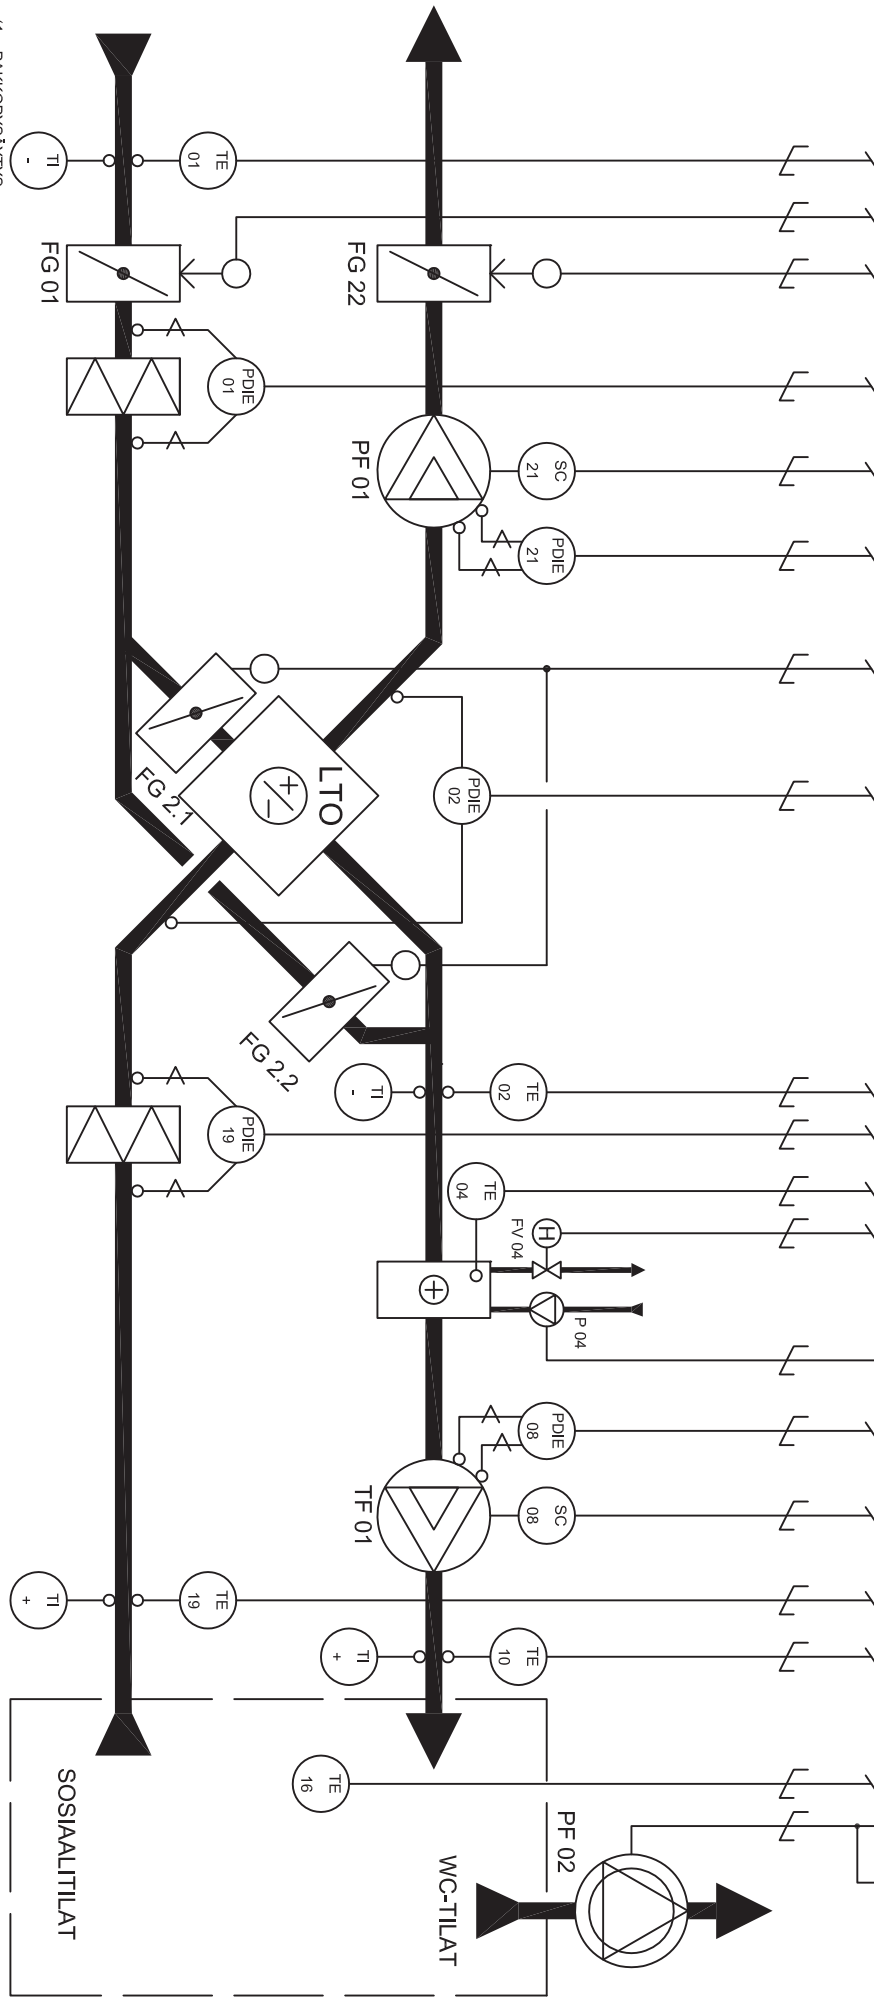 TI
-
TE
01
FG 01
FG 22
PDIE
01
PF 01
SC
21
PDIE
21
FG 2.1
LTO
+
-
PDIE
02
FG 2.2
TI
-
TE
02
PDIE
19
TE
04
H
FV 04
+
P 04
PDIE
08
TF 01
SC
08
TI
+
TE
19
TI
+
TE
10
TE
16
SOSIAALITILAT
WC-TILAT
PF 02